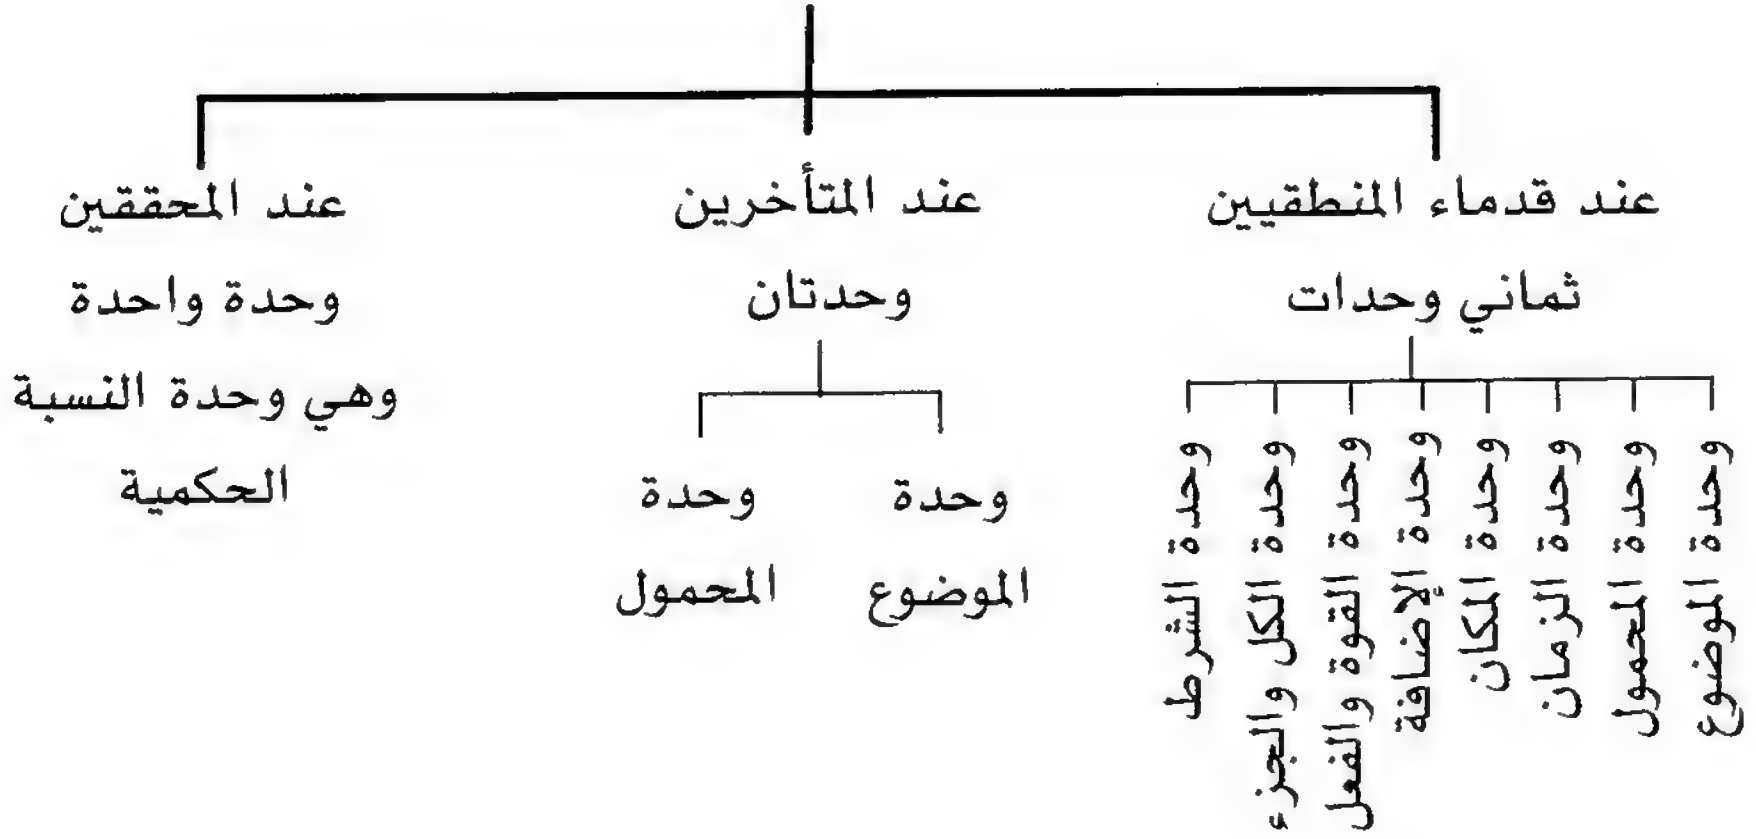 عند قدماء المنطقيين
ثماني وحدات
وحدة الموضوع
وحدة المحمول
وحدة الزمان
وحدة المكان
وحدة الإضافة
وحدة القوة والفعل
وحدة الكل والجزء
وحدة الشرط
عند المتأخرين
وحدتان
وحدة
الموضوع
وحدة
المحمول
عند المحققين
وحدة واحدة
وهي وحدة النسبة
الحكمية